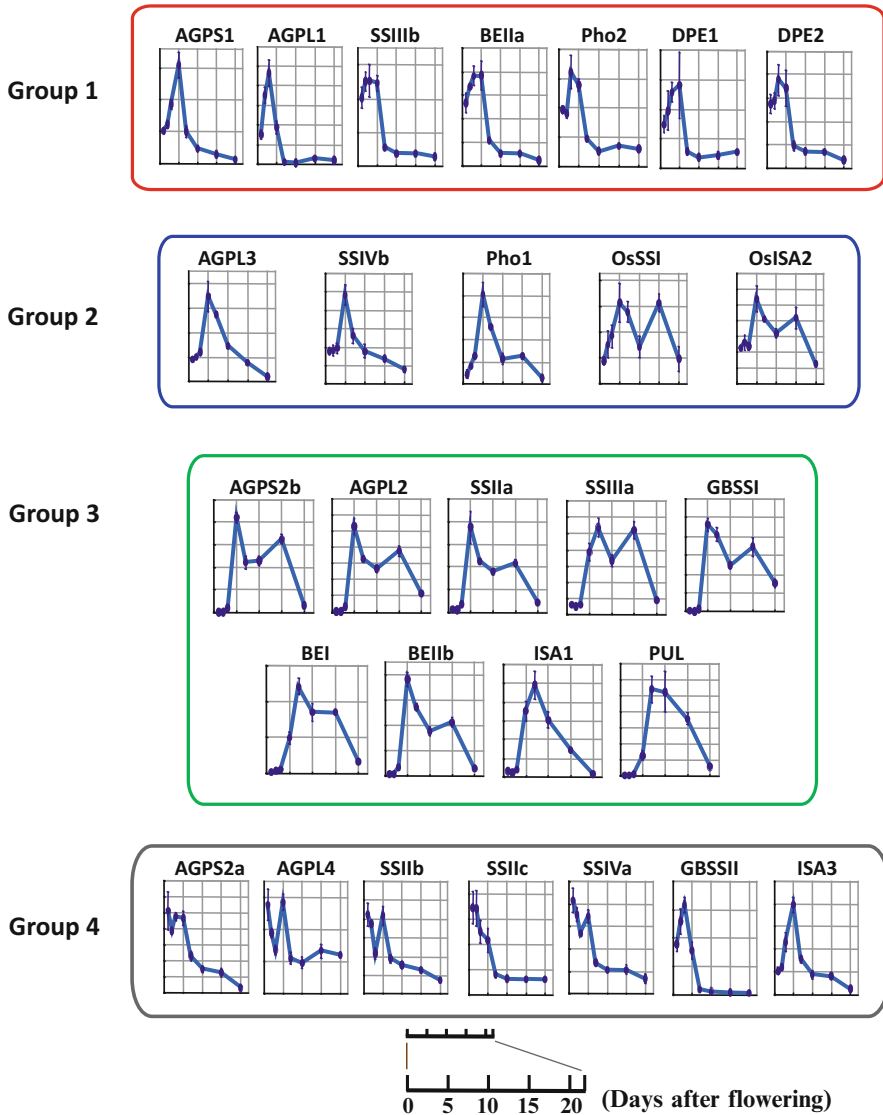 AGPS1 AGPL1 SSIIIb BEIIa Pho2 DPE1 DPE2
Group 1
AGPL3 SSIVb Pho1 OsSSI OsISA2
Group 2
AGPS2b AGPL2 SSIIa SSIIIa GBSSI
Group 3
BEI BEIIb ISA1 PUL
AGPS2a AGPL4 SSIIb SSIIc SSIVa GBSSII ISA3
Group 4
0 5 10 20 (Days after flowering)